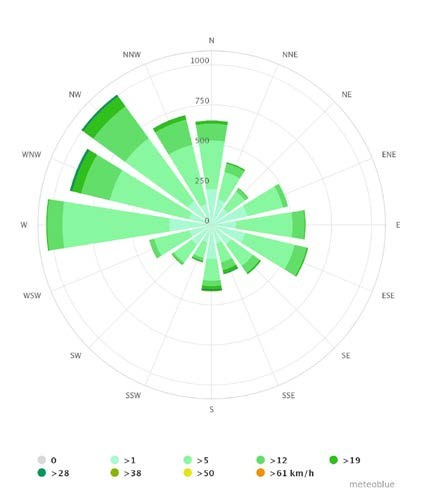 N
NNW NNE
1000
NW NE
750
500
WNW ENE
250
0
W E
WSW ESE
SW SE
SSW SSE
S
0 >1 >5 >12 >19
>28 >38 >50 >61 km/h
meteoblue